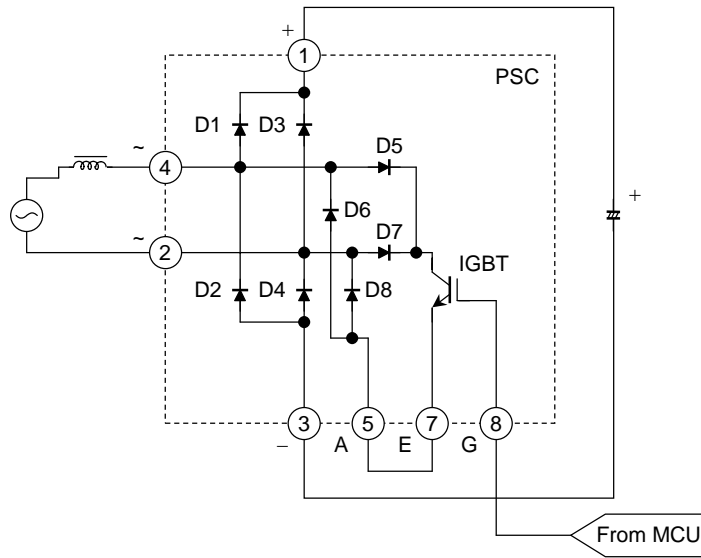 +
1
PSC
D1 D3
D5
~
4
+
D6
~
D7
2
IGBT
D2 D4 D8
3 5 7 8
− A E G
From MCU